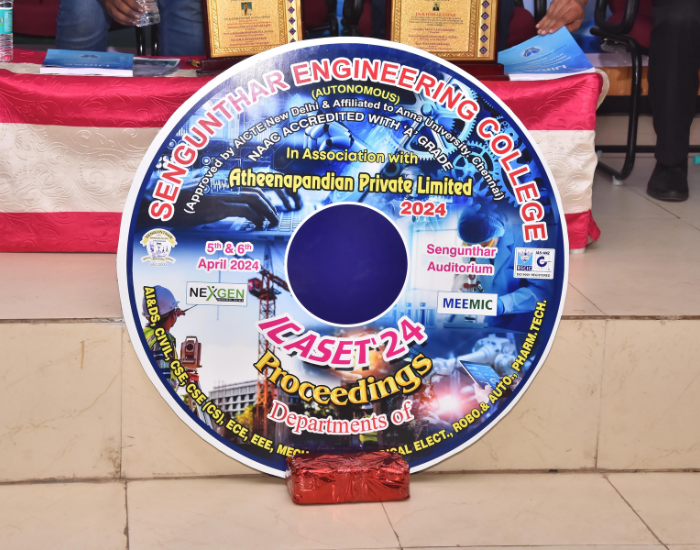 SENGUNTHAR ENGINEERING COLLEGE
(AUTONOMOUS)
(Approved by AICTE New Delhi & Affiliated to Anna University, Chennai)
NAAC ACCREDITED WITH 'A' GRADE
In Association with
Atheenapandian Private Limited
2024
5th & 6th
April 2024
Sengunthar
Auditorium
NEXGEN
MEEMIC
ICASET'24
Proceedings
Departments of
AI&DS, CIVIL, CSE, CSE (CS), ECE, EEE, MECH
CAL ELECT., ROBO.& AUTO., PHARM.TECH.